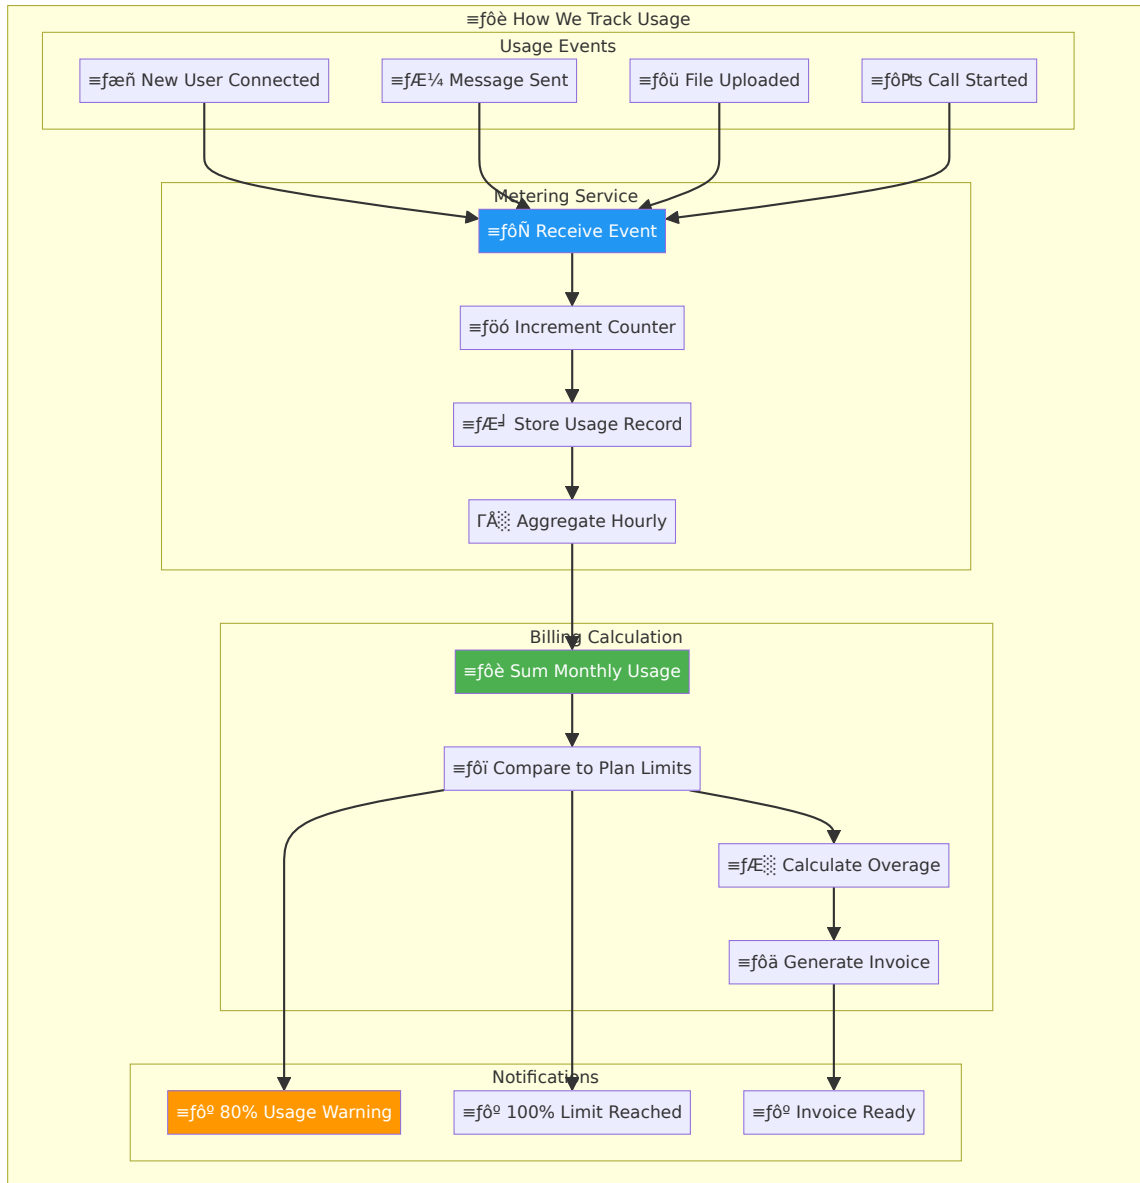 ≡ƒôè How We Track Usage
Usage Events
≡ƒæñ New User Connected
≡ƒÆ¼ Message Sent
≡ƒôü File Uploaded
≡ƒô₧ Call Started
Metering Service
≡ƒôÑ Receive Event
≡ƒöó Increment Counter
≡ƒÆ╛ Store Usage Record
ΓÅ░ Aggregate Hourly
Billing Calculation
≡ƒôè Sum Monthly Usage
≡ƒôï Compare to Plan Limits
≡ƒÆ░ Calculate Overage
≡ƒôä Generate Invoice
Notifications
≡ƒôº 80% Usage Warning
≡ƒôº 100% Limit Reached
≡ƒôº Invoice Ready